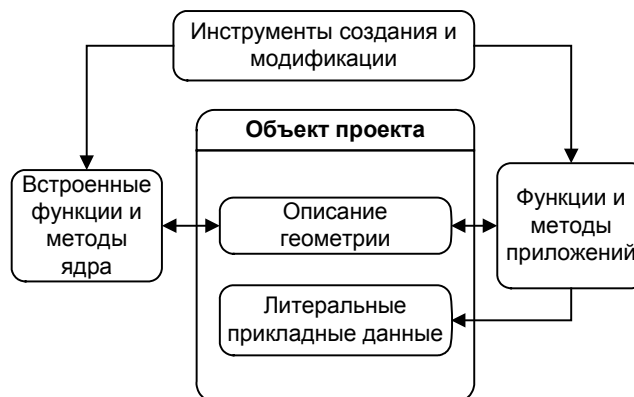 Инструменты создания и
модификации
Объект проекта
Встроенные
функции и
методы
ядра
Описание
геометрии
Функции и
методы
приложений
Литеральные
прикладные данные